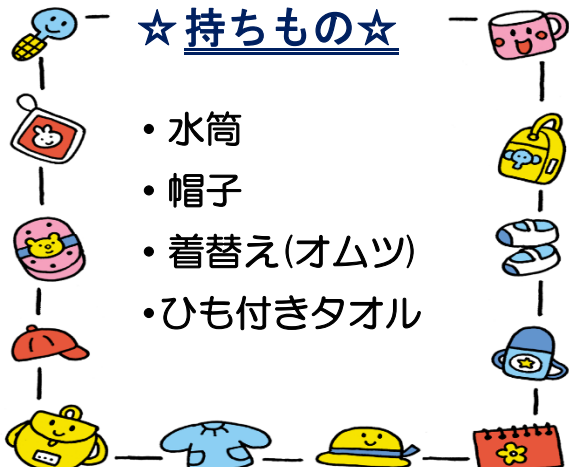 ☆持ちもの☆
・水筒
・帽子
・着替え(オムツ)
・ひも付きタオル